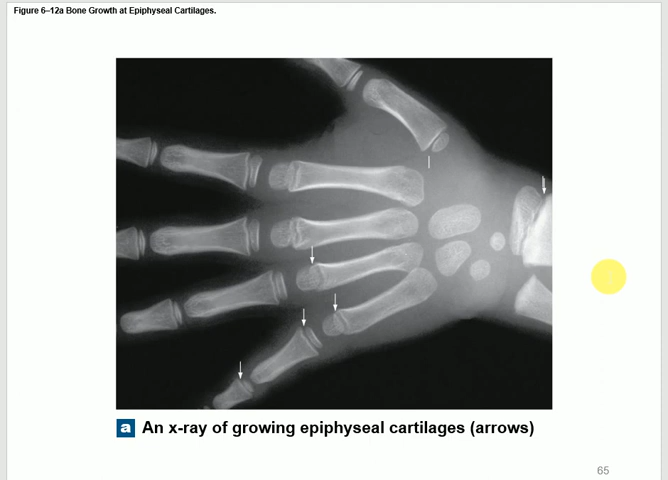 Figure 6–12a Bone Growth at Epiphyseal Cartilages.
a An x-ray of growing epiphyseal cartilages (arrows)
65